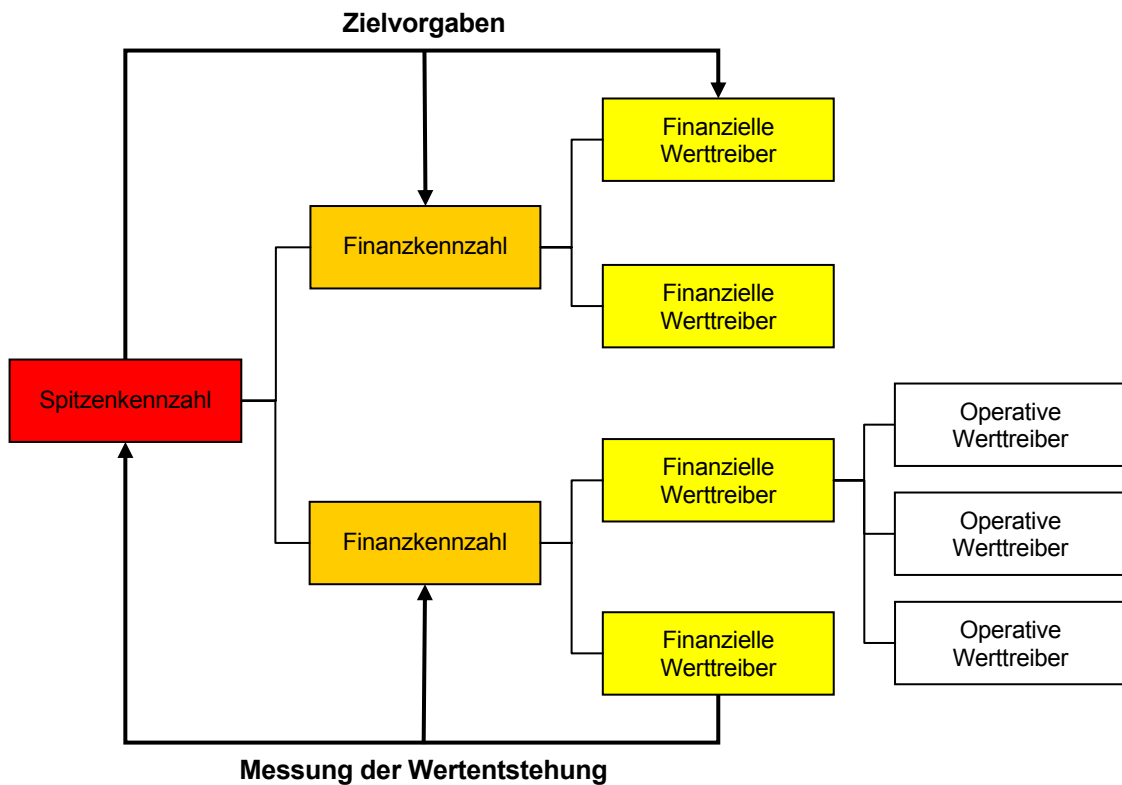 Zielvorgaben
Finanzielle
Werttreiber
Finanzkennzahl
Finanzielle
Werttreiber
Spitzenkennzahl
Finanzielle
Werttreiber
Operative
Werttreiber
Operative
Werttreiber
Finanzkennzahl
Finanzielle
Werttreiber
Operative
Werttreiber
Messung der Wertentstehung